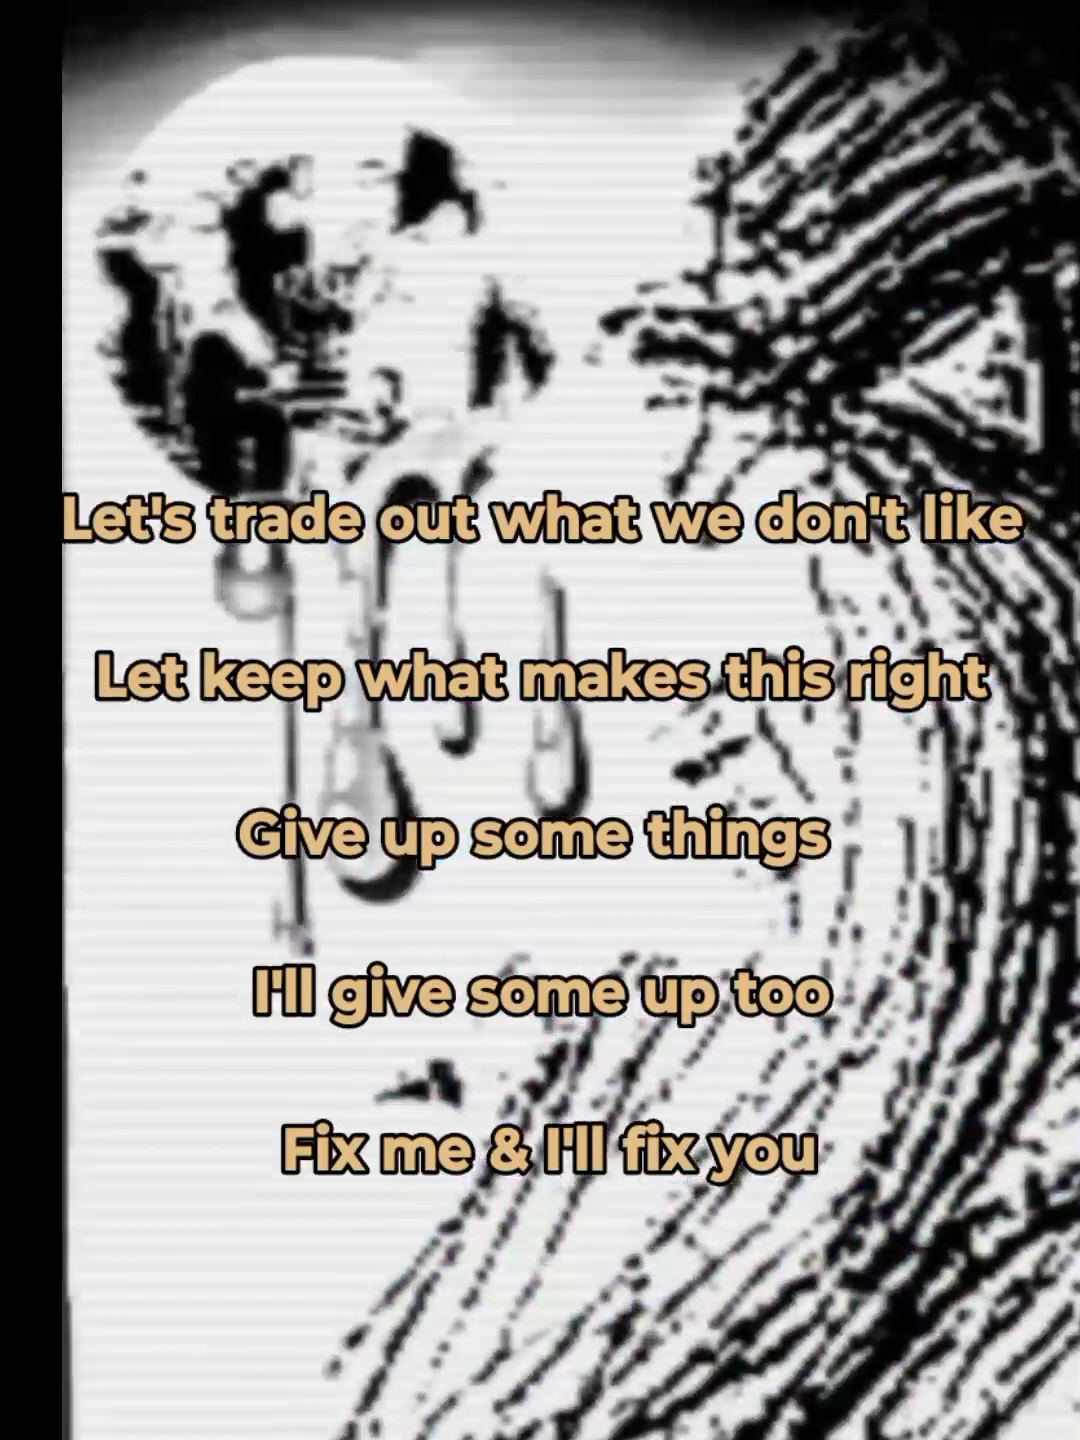 Let's trade out what we don't like
Let keep what makes this right
Give up some things
I'll give some up too
Fix me & I'll fix you